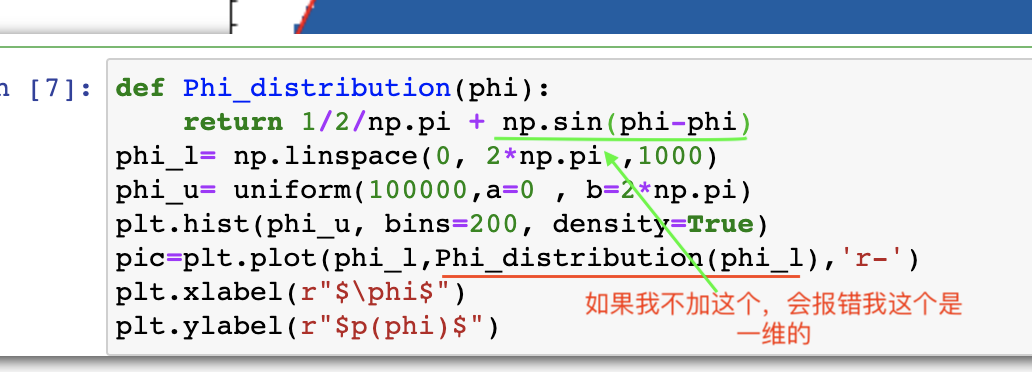 n [7]:
def Phi_distribution(phi):
    return 1/2/np.pi + np.sin(phi-phi)
phi_l= np.linspace(0, 2*np.pi ,1000)
phi_u= uniform(100000,a=0 , b=2*np.pi)
plt.hist(phi_u, bins=200, density=True)
pic=plt.plot(phi_l,Phi_distribution(phi_l),'r-')
plt.xlabel(r"$\phi$")
plt.ylabel(r"$p(phi)$")
如果我不加这个，会报错我这个是
一维的